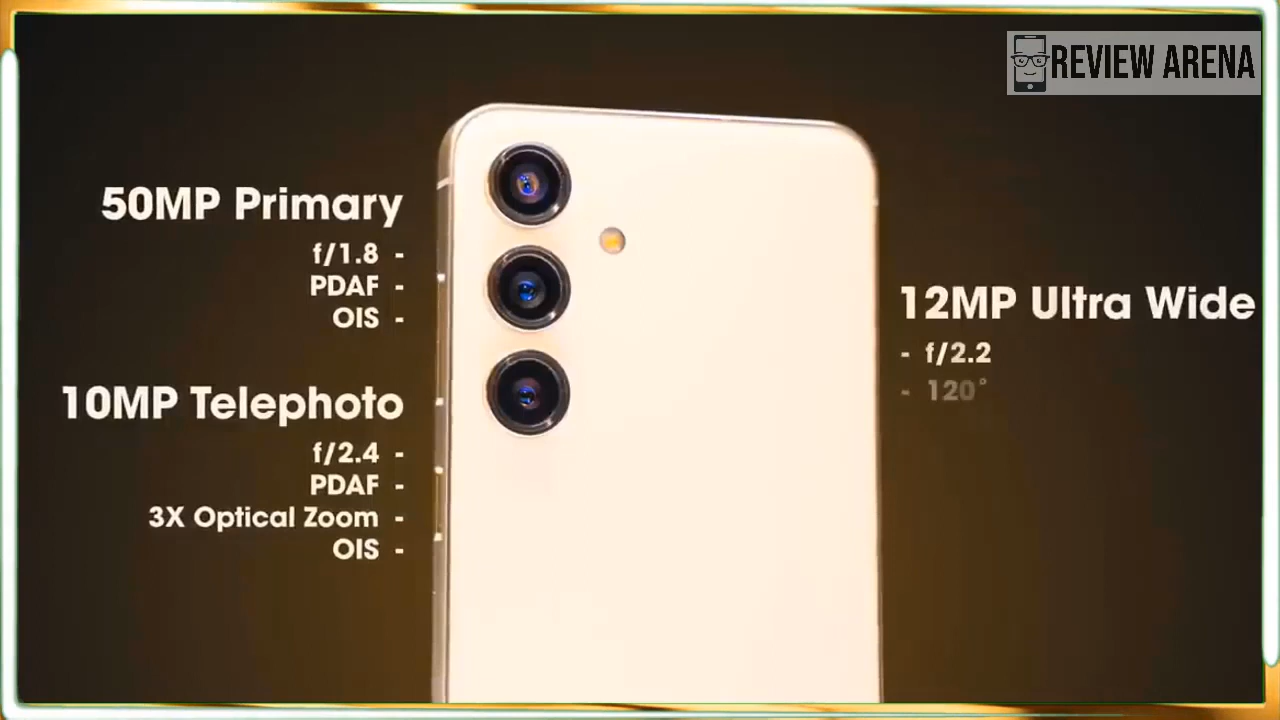 REVIEW ARENA
50MP Primary
f/1.8 -
PDAF -
OIS -
10MP Telephoto
f/2.4 -
PDAF -
3X Optical Zoom -
OIS -
12MP Ultra Wide
- f/2.2
- 120°